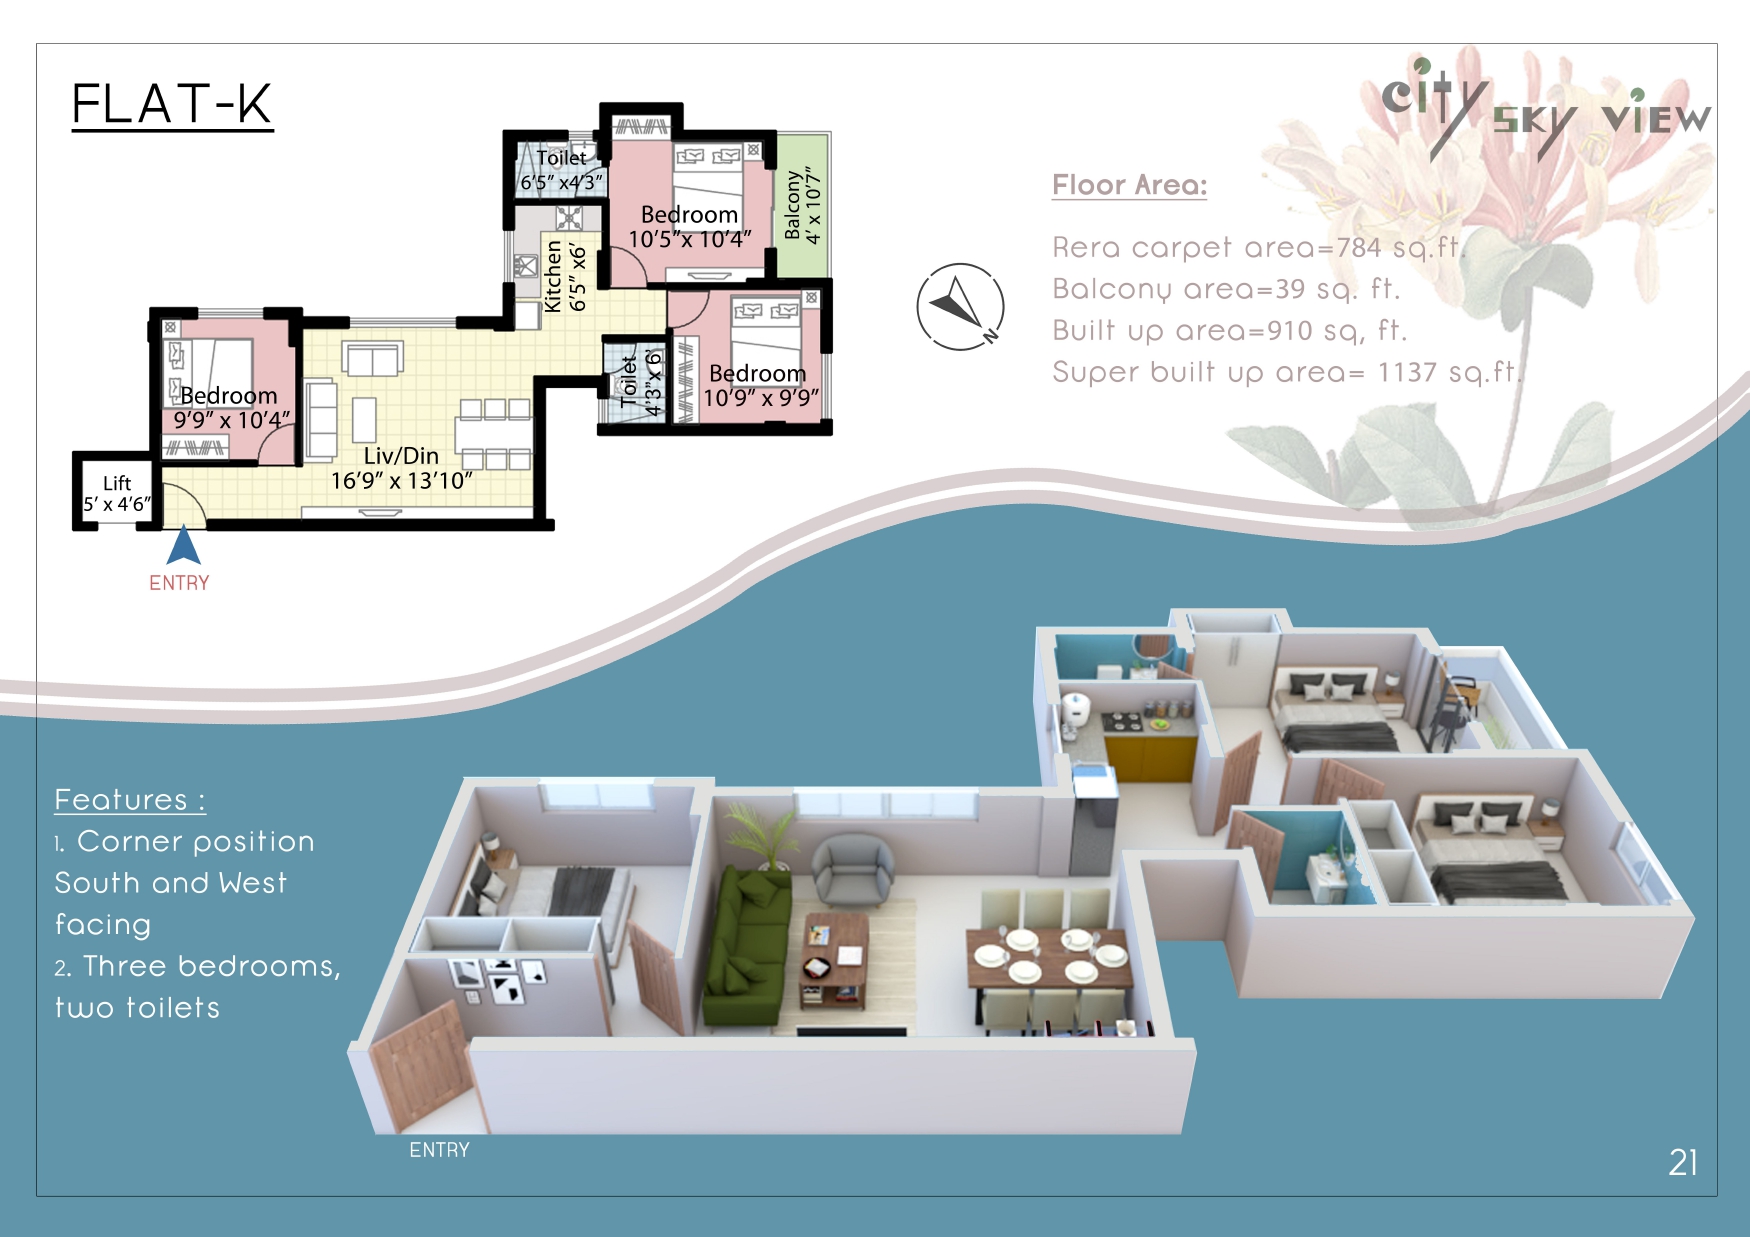 FLAT-K
City SKY VIEW
Toilet
6'5" x4'3"
Bedroom
10'5"x 10'4"
Balcony
4' x 10'7"
Kitchen
6'5" x6'
Bedroom
9'9" x 10'4"
Toilet
4'3"x 6'
Bedroom
10'9" x 9'9"
Liv/Din
16'9" x 13'10"
Lift
5' x 4'6"
ENTRY
N
Floor Area:
Rera carpet area=784 sq.ft.
Balcony area=39 sq. ft.
Built up area=910 sq, ft.
Super built up area= 1137 sq.ft.
Features :
1. Corner position
South and West
facing
2. Three bedrooms,
two toilets
ENTRY
21